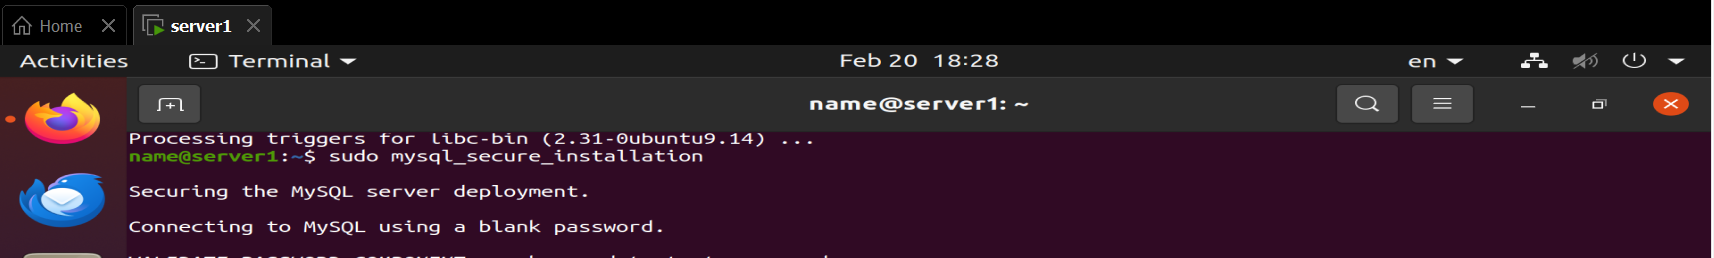 Home
server1
Activities
Terminal
Feb 20 18:28
en
name@server1: ~
Processing triggers for libc-bin (2.31-0ubuntu9.14) ...
name@server1:~$ sudo mysql_secure_installation
Securing the MySQL server deployment.
Connecting to MySQL using a blank password.